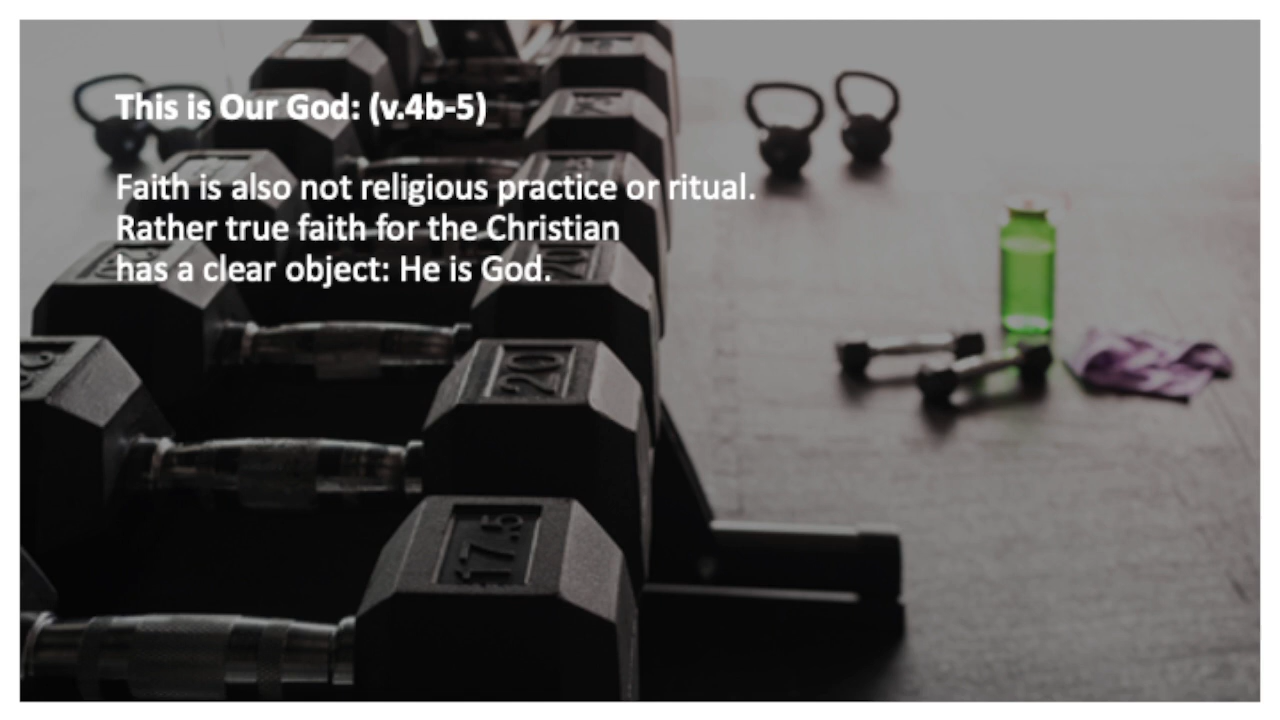 This is Our God: (v.4b-5)
Faith is also not religious practice or ritual.
Rather true faith for the Christian
has a clear object: He is God.
20
20
17.5